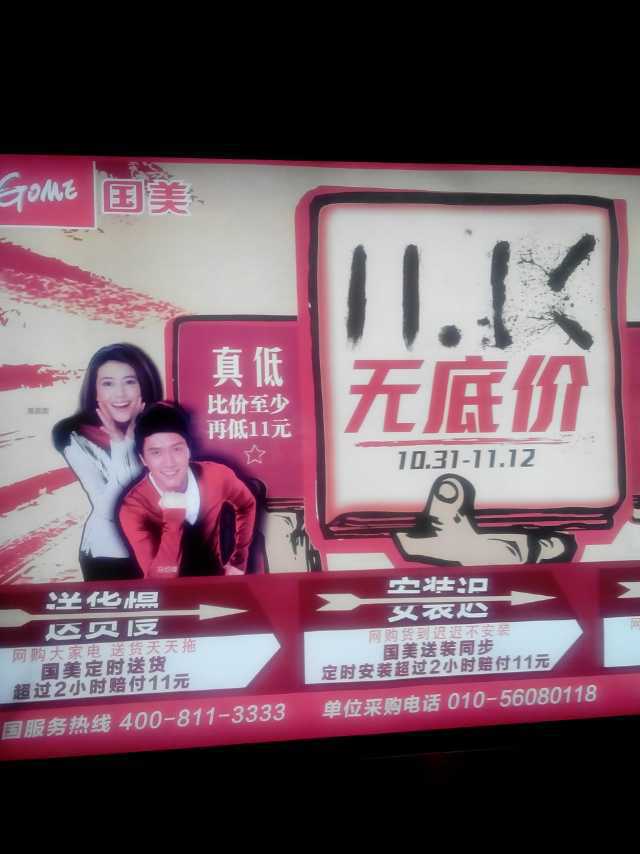 GOME 国美
11.1
无底价
10.31-11.12
真低
比价至少
再低11元
送货慢
网购大家电 送货天天拖
国美定时送货
超过2小时赔付11元
安装迟
网购货到迟迟不安装
国美送装同步
定时安装超过2小时赔付11元
国服务热线 400-811-3333
单位采购电话 010-56080118